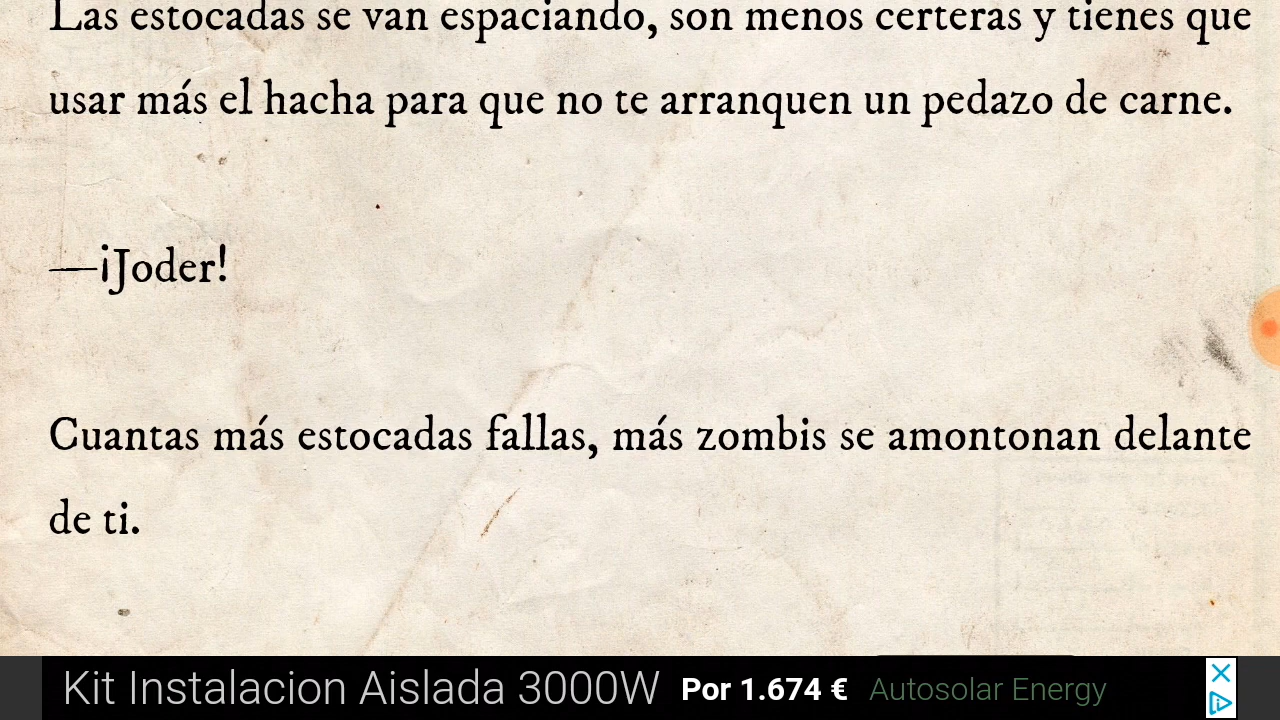 Las estocadas se van espaciando, son menos certeras y tienes que
usar más el hacha para que no te arranquen un pedazo de carne.
—¡Joder!
Cuantas más estocadas fallas, más zombis se amontonan delante
de ti.
Kit Instalacion Aislada 3000W Por 1.674 € Autosolar Energy